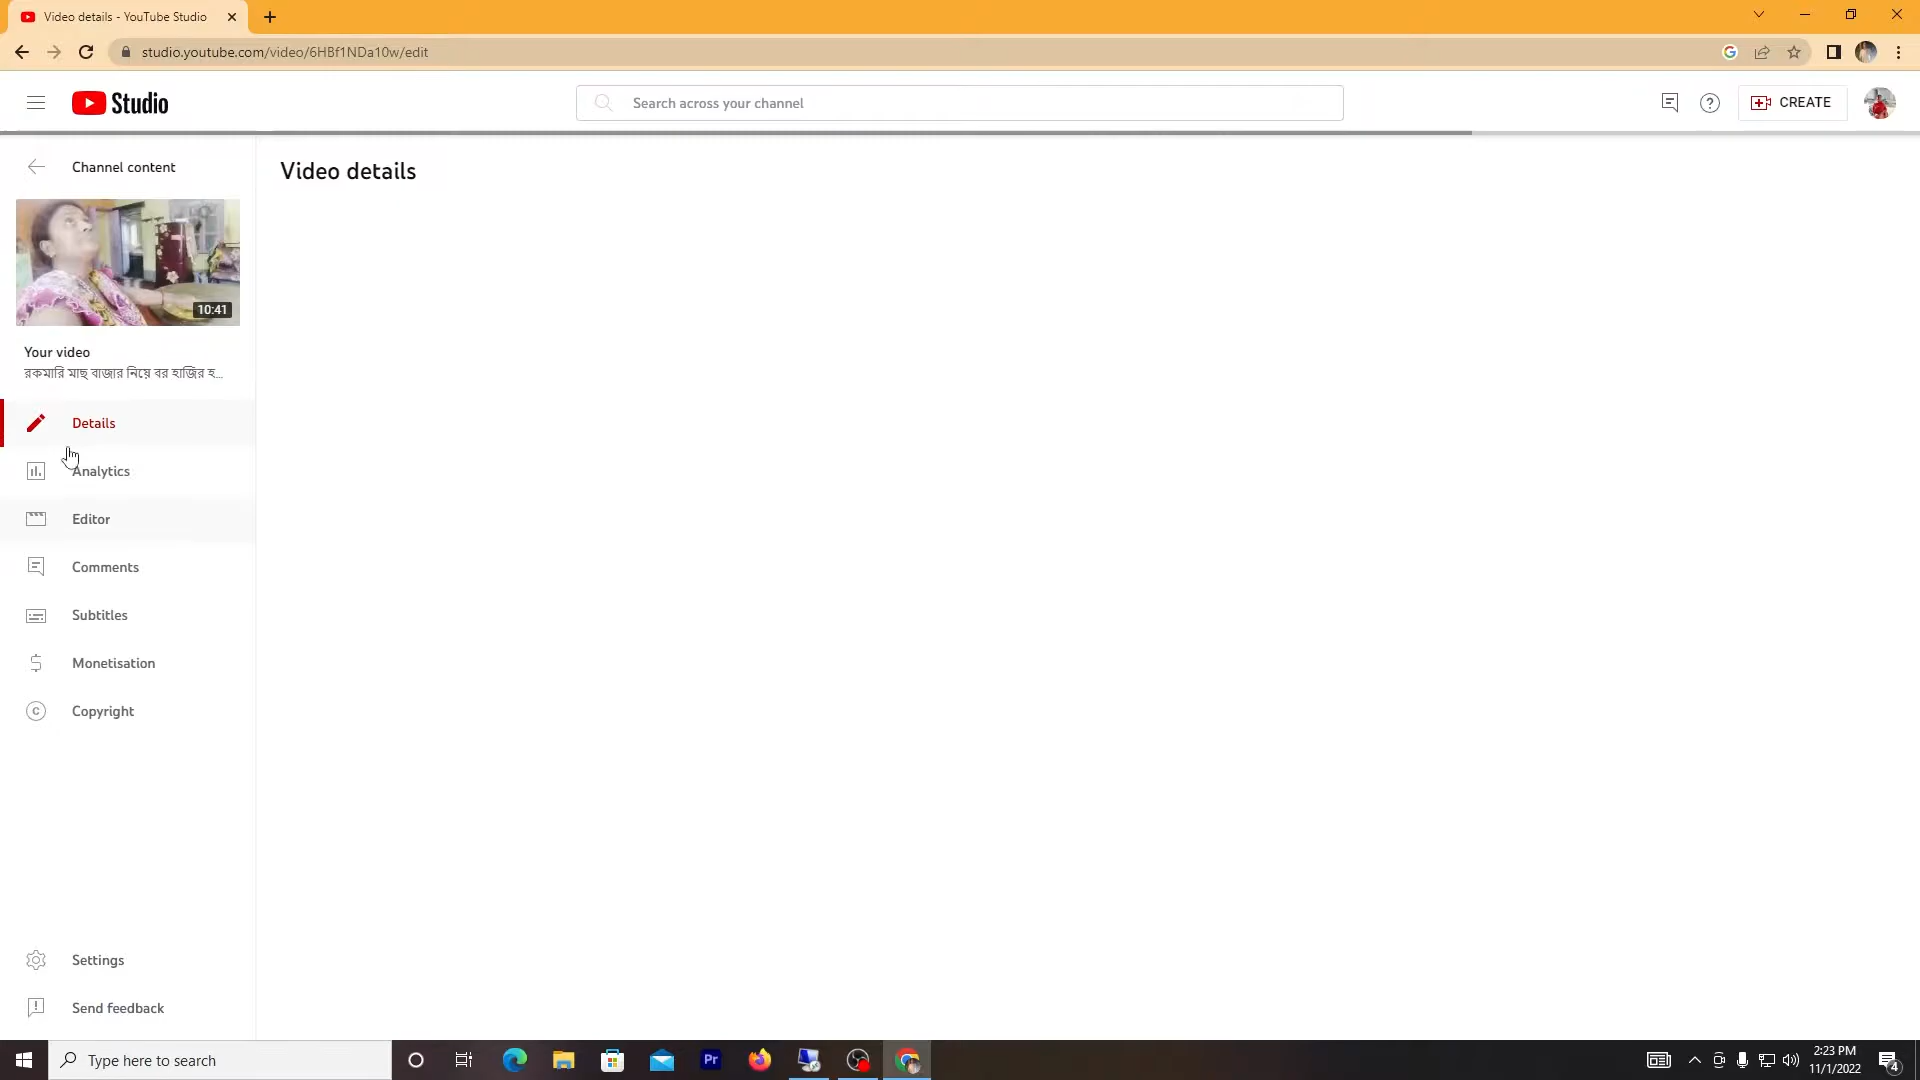 Video details - YouTube Studio
studio.youtube.com/video/6HBf1NDa10w/edit
Studio
Search across your channel
CREATE
Channel content
Video details
10:41
Your video
রকমারি মাছ বাজার নিয়ে বর হাজির হ...
Details
Analytics
Editor
Comments
Subtitles
Monetisation
Copyright
Settings
Send feedback
Type here to search
Pr
2:23 PM
11/1/2022
4